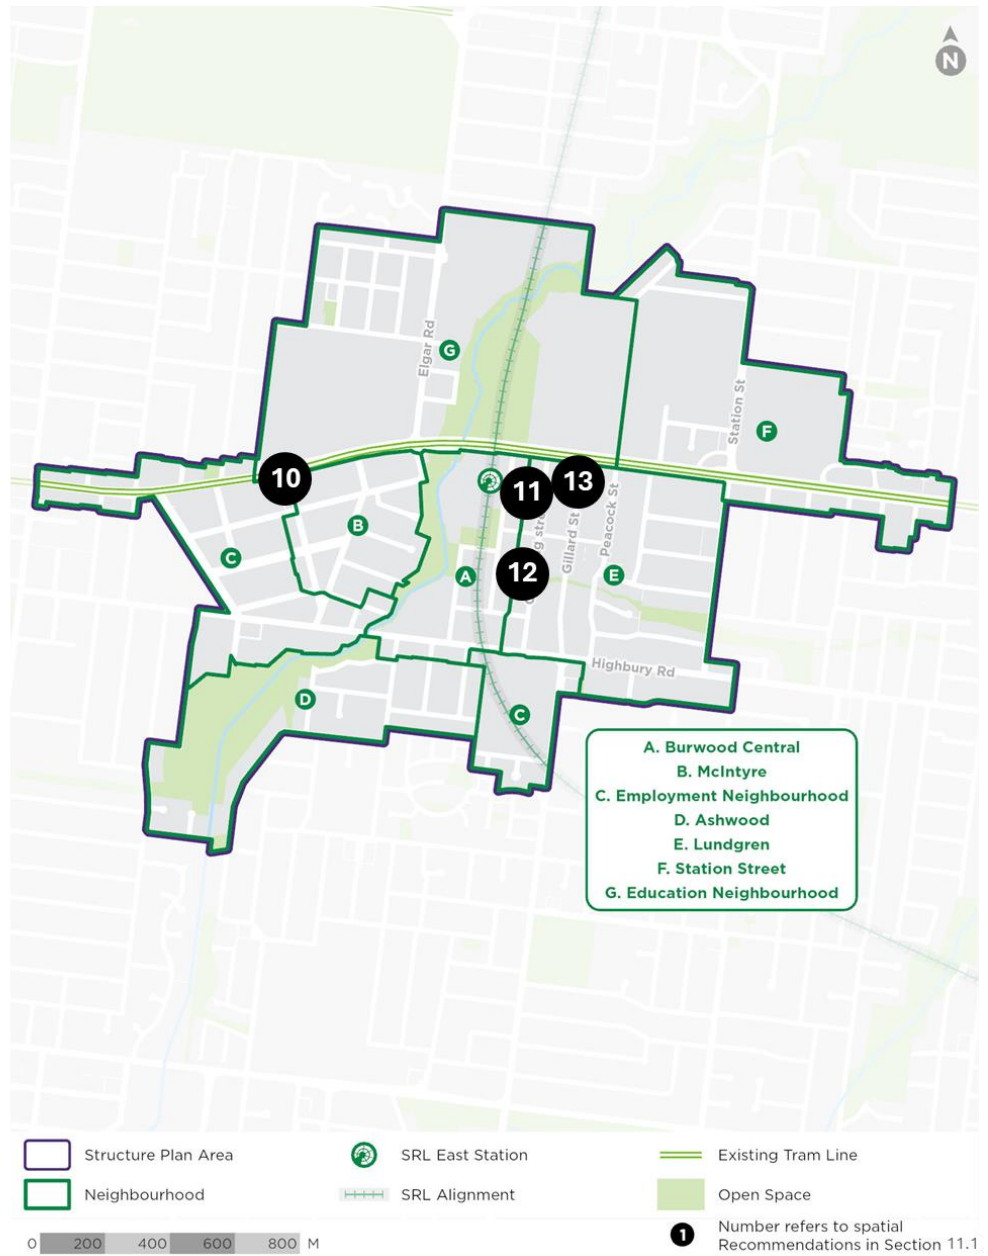 N
Elgar Rd
G
Station St
F
10
11
13
B
g str
Gillard St
Peacock St
C
A
12
E
Highbury Rd
D
C
A. Burwood Central
B. McIntyre
C. Employment Neighbourhood
D. Ashwood
E. Lundgren
F. Station Street
G. Education Neighbourhood
Structure Plan Area
SRL East Station
Existing Tram Line
Neighbourhood
SRL Alignment
Open Space
0 200 400 600 800 M
1
Number refers to spatial
Recommendations in Section 11.1